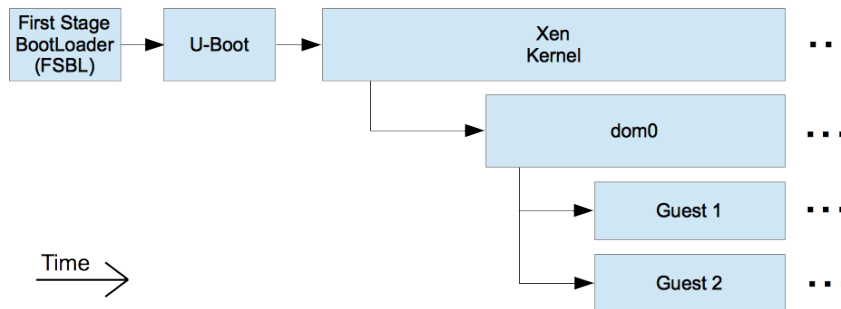 First Stage
BootLoader
(FSBL)
U-Boot
Xen
Kernel
dom0
Guest 1
Guest 2
Time